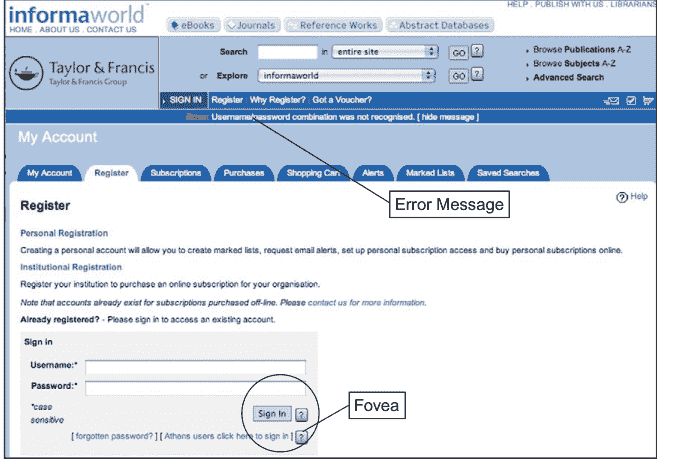 HELP . PUBLISH WITH US . LIBRARIANS
informaworld™
HOME . ABOUT US . CONTACT US
eBooks Journals Reference Works Abstract Databases
Search in entire site GO ?
or Explore informaworld GO ?
Browse Publications A-Z
Browse Subjects A-Z
Advanced Search
Taylor & Francis
Taylor & Francis Group
SIGN IN Register Why Register? Got a Voucher?
Error: Username/password combination was not recognised. [ hide message ]
My Account
My Account Register Subscriptions Purchases Shopping Cart Alerts Marked Lists Saved Searches
Error Message
Register
? Help
Personal Registration
Creating a personal account will allow you to create marked lists, request email alerts, set up personal subscription access and buy personal subscriptions online.
Institutional Registration
Register your institution to purchase an online subscription for your organisation.
Note that accounts already exist for subscriptions purchased off-line. Please contact us for more information.
Already registered? - Please sign in to access an existing account.
Sign in
Username:*
Password:*
*case
sensitive
Sign In ?
Fovea
[ forgotten password? ] [ Athens users click here to sign in ] ?